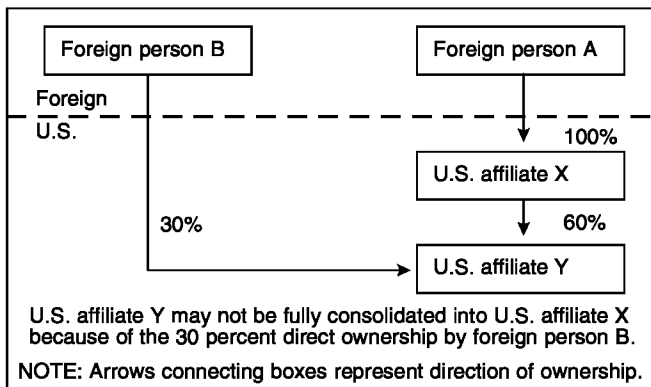 Foreign person B
Foreign person A
Foreign
U.S.
100%
U.S. affiliate X
30%
60%
U.S. affiliate Y
U.S. affiliate Y may not be fully consolidated into U.S. affiliate X
because of the 30 percent direct ownership by foreign person B.
NOTE: Arrows connecting boxes represent direction of ownership.